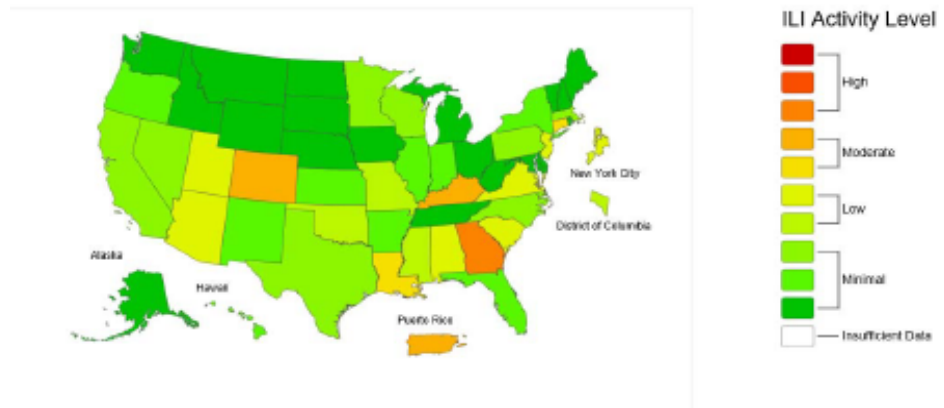 ILI Activity Level
High
Moderate
New York City
Low
District of Columbia
Alaska
Hawaii
Minimal
Puerto Rico
Insufficient Data